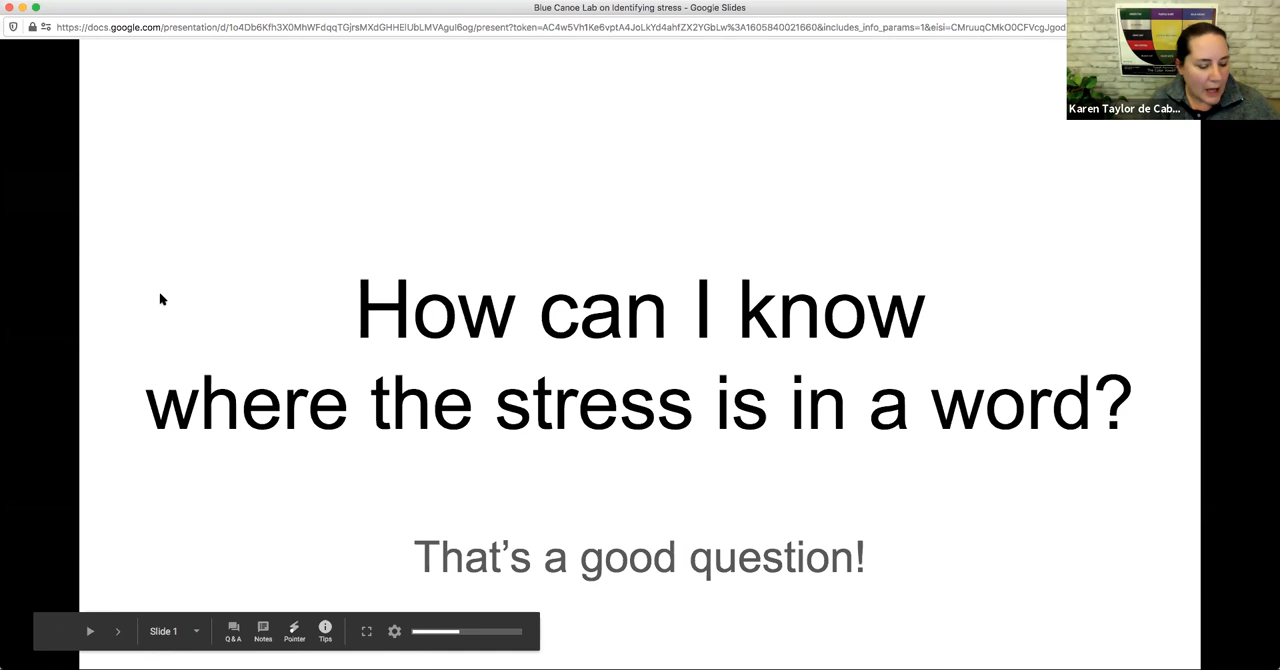 Blue Canoe Lab on Identifying stress - Google Slides
Karen Taylor de Cab...
How can I know
where the stress is in a word?
That's a good question!
Slide 1
Q&A Notes Pointer Tips